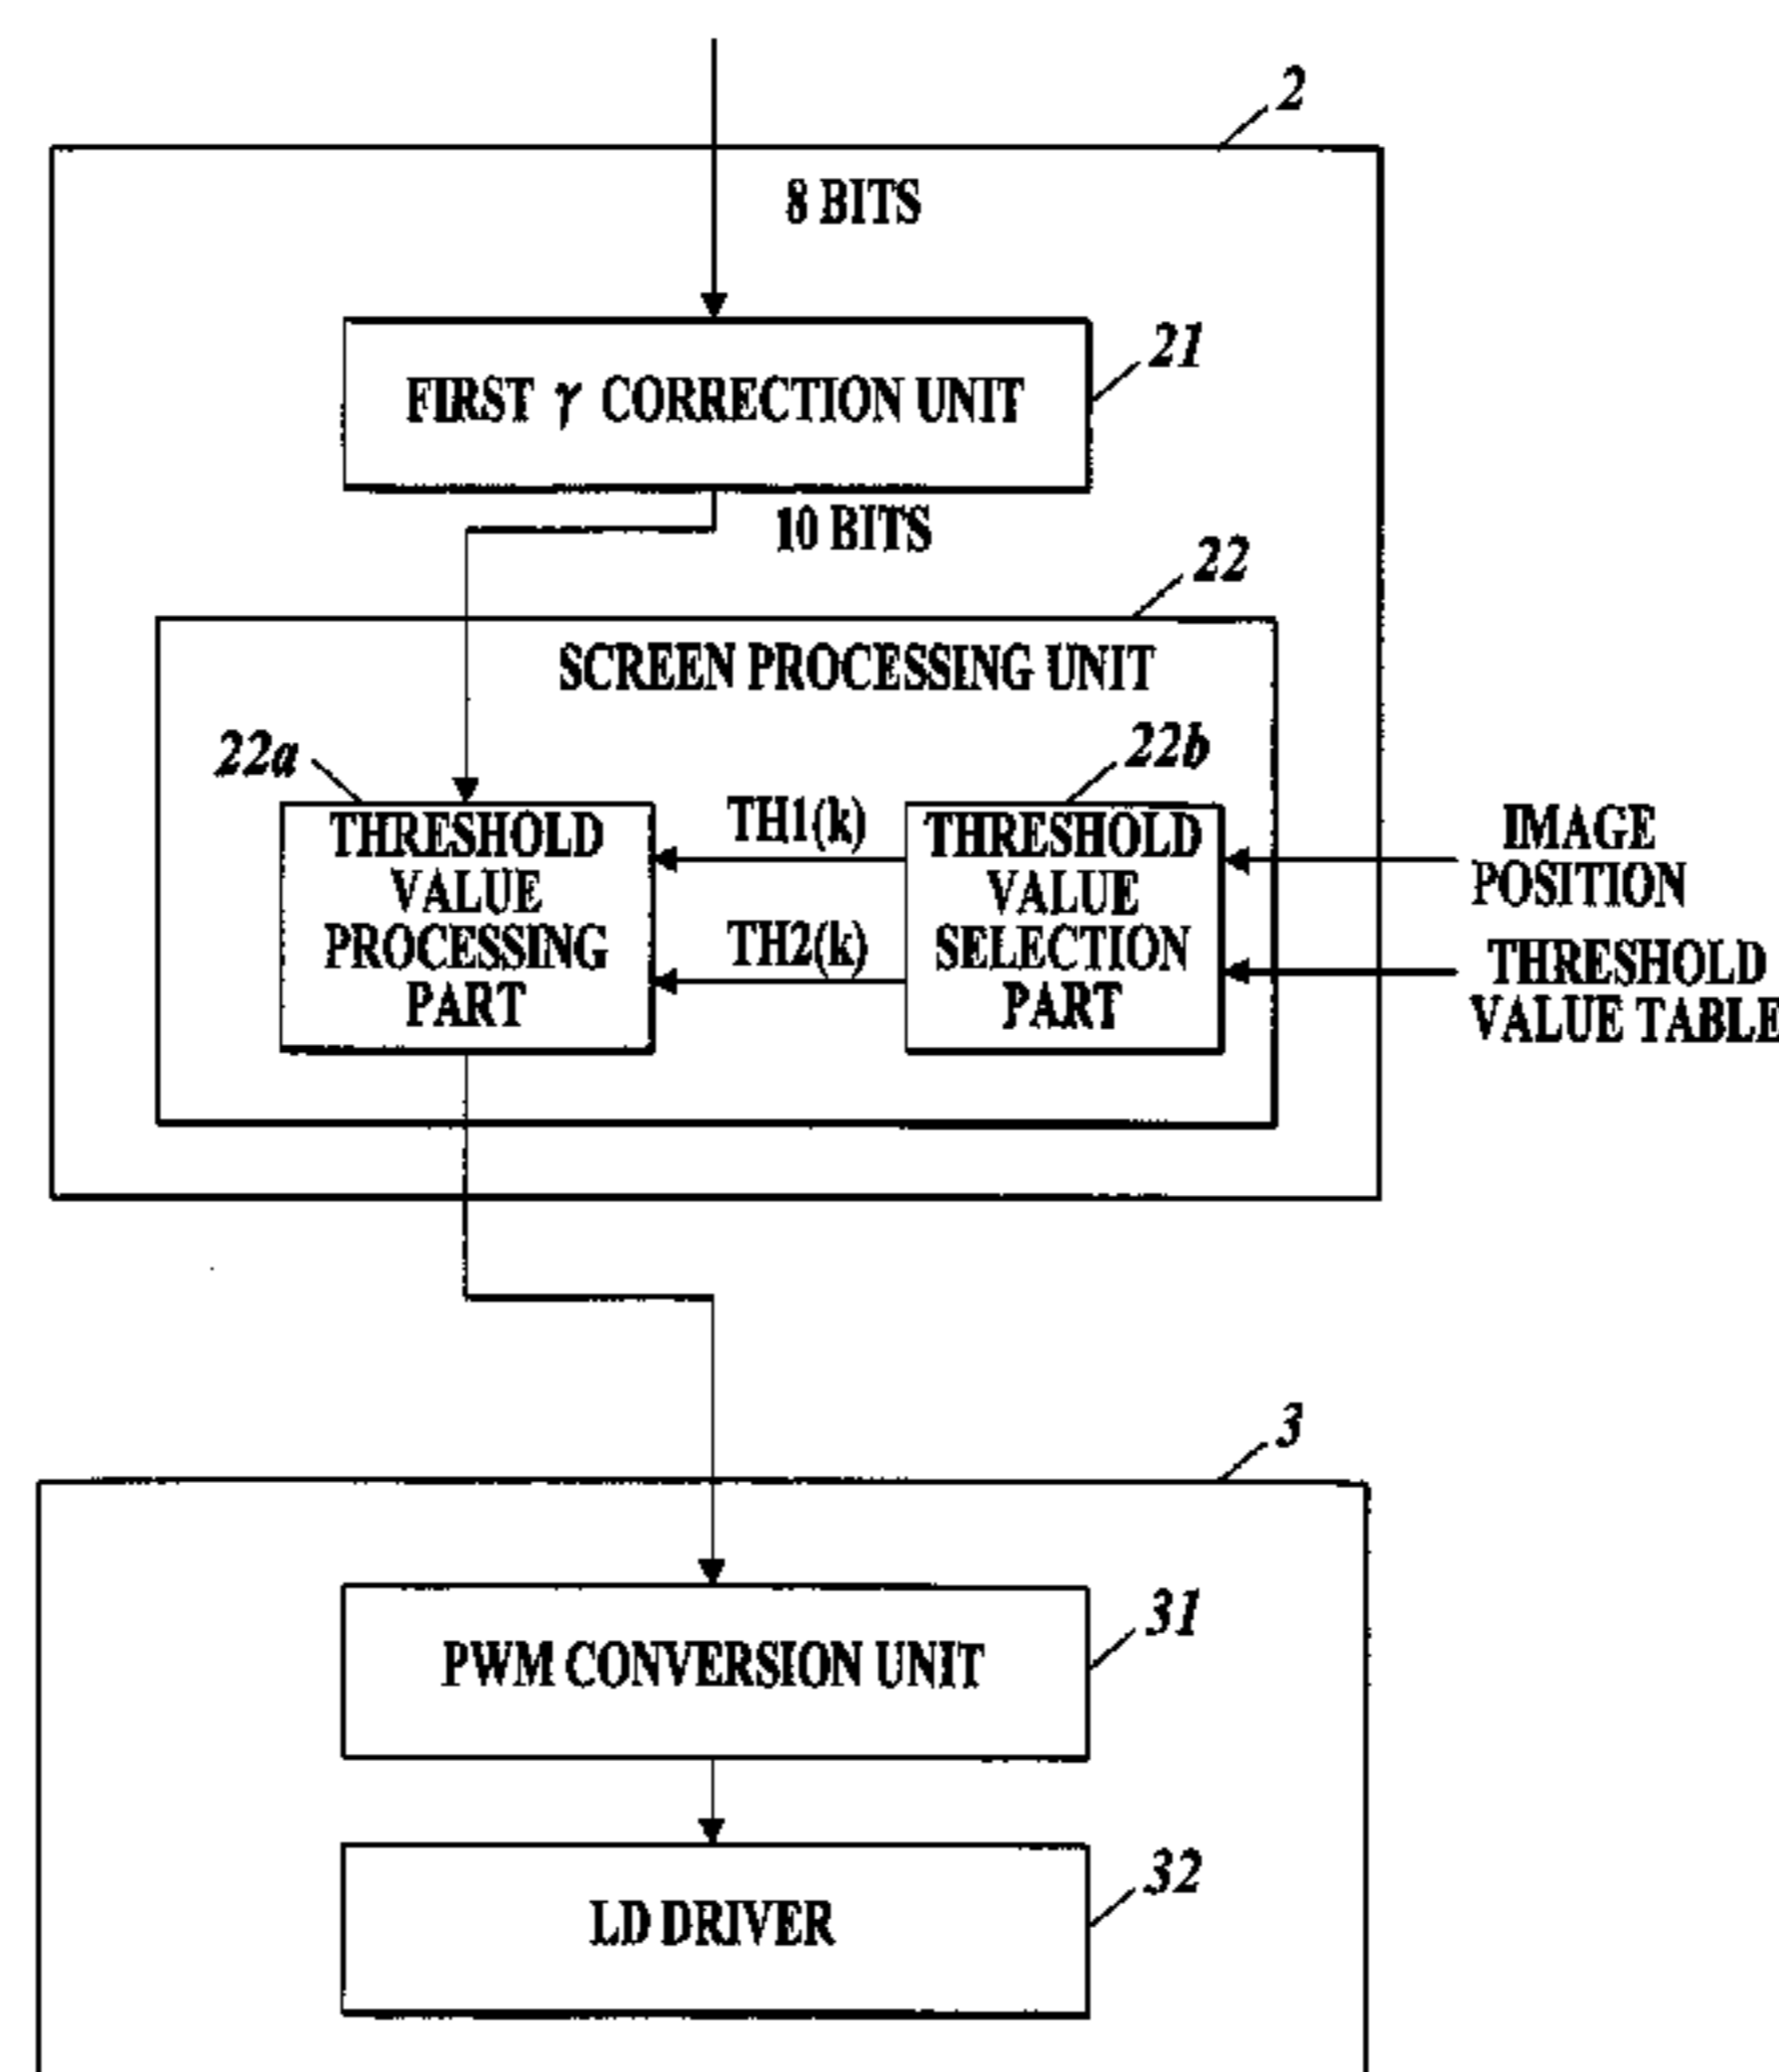 2
8 BITS
21
FIRST γ CORRECTION UNIT
10 BITS
22
SCREEN PROCESSING UNIT
22a
22b
THRESHOLD
VALUE
PROCESSING
PART
TH1(k)
TH2(k)
THRESHOLD
VALUE
SELECTION
PART
IMAGE
POSITION
THRESHOLD
VALUE TABLE
3
31
PWM CONVERSION UNIT
32
LD DRIVER